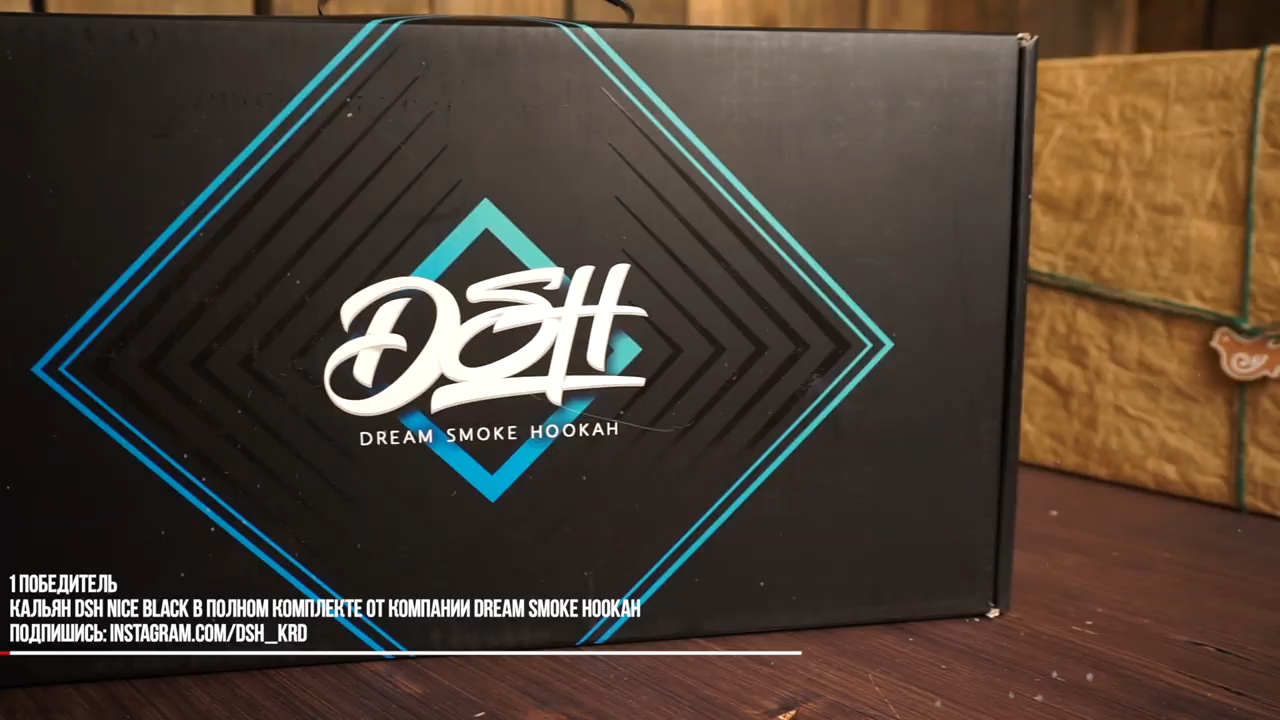 DSH
DREAM SMOKE HOOKAH
1 ПОБЕДИТЕЛЬ
КАЛЬЯН DSH NICE BLACK В ПОЛНОМ КОМПЛЕКТЕ ОТ КОМПАНИИ DREAM SMOKE HOOKAH
ПОДПИШИСЬ: INSTAGRAM.COM/DSH_KRD